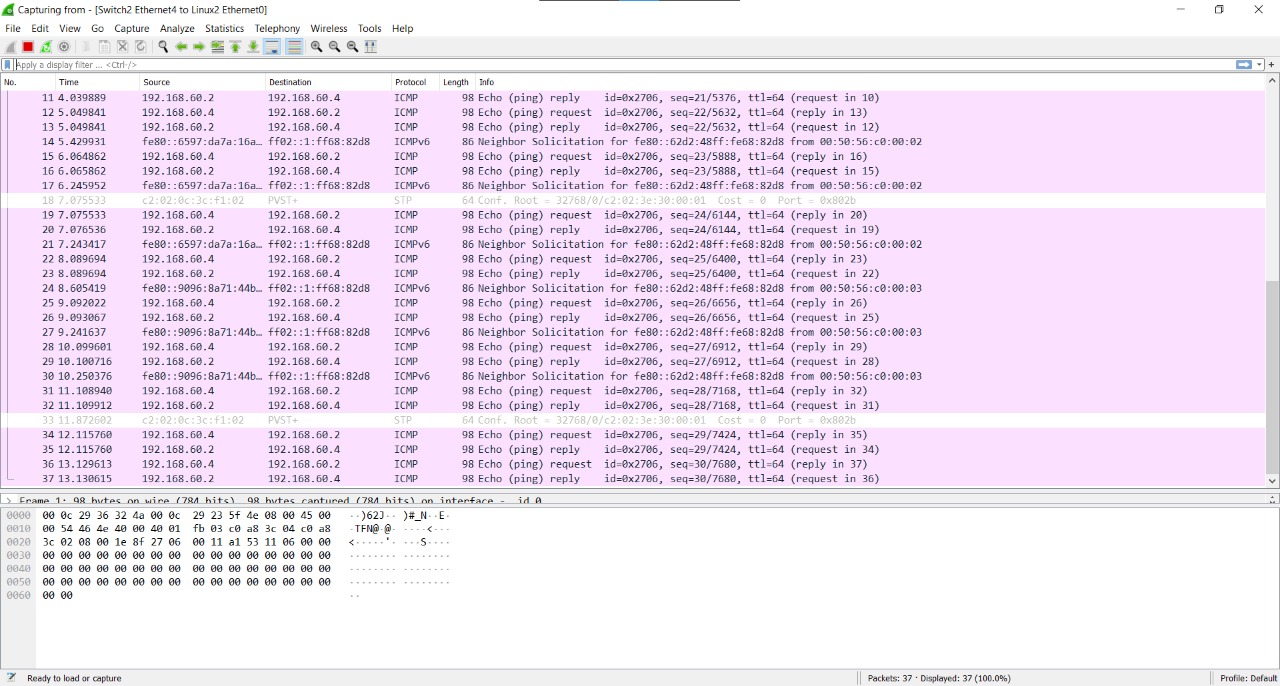 Capturing from - [Switch2 Ethernet4 to Linux2 Ethernet0]
File Edit View Go Capture Analyze Statistics Telephony Wireless Tools Help
Apply a display filter ... <Ctrl-/>
No. Time Source Destination Protocol Length Info
11 4.039889 192.168.60.2 192.168.60.4 ICMP 98 Echo (ping) reply id=0x2706, seq=21/5376, ttl=64 (request in 10)
12 5.049841 192.168.60.4 192.168.60.2 ICMP 98 Echo (ping) request id=0x2706, seq=22/5632, ttl=64 (reply in 13)
13 5.049841 192.168.60.2 192.168.60.4 ICMP 98 Echo (ping) reply id=0x2706, seq=22/5632, ttl=64 (request in 12)
14 5.429931 fe80::6597:da7a:16a… ff02::1:ff68:82d8 ICMPv6 86 Neighbor Solicitation for fe80::62d2:48ff:fe68:82d8 from 00:50:56:c0:00:02
15 6.064862 192.168.60.4 192.168.60.2 ICMP 98 Echo (ping) request id=0x2706, seq=23/5888, ttl=64 (reply in 16)
16 6.065862 192.168.60.2 192.168.60.4 ICMP 98 Echo (ping) reply id=0x2706, seq=23/5888, ttl=64 (request in 15)
17 6.245952 fe80::6597:da7a:16a… ff02::1:ff68:82d8 ICMPv6 86 Neighbor Solicitation for fe80::62d2:48ff:fe68:82d8 from 00:50:56:c0:00:02
18 7.075533 c2:02:0c:3c:f1:02 PVST+ STP 64 Conf. Root = 32768/0/c2:02:3e:30:00:01 Cost = 0 Port = 0x802b
19 7.075533 192.168.60.4 192.168.60.2 ICMP 98 Echo (ping) request id=0x2706, seq=24/6144, ttl=64 (reply in 20)
20 7.076536 192.168.60.2 192.168.60.4 ICMP 98 Echo (ping) reply id=0x2706, seq=24/6144, ttl=64 (request in 19)
21 7.243417 fe80::6597:da7a:16a… ff02::1:ff68:82d8 ICMPv6 86 Neighbor Solicitation for fe80::62d2:48ff:fe68:82d8 from 00:50:56:c0:00:02
22 8.089694 192.168.60.4 192.168.60.2 ICMP 98 Echo (ping) request id=0x2706, seq=25/6400, ttl=64 (reply in 23)
23 8.089694 192.168.60.2 192.168.60.4 ICMP 98 Echo (ping) reply id=0x2706, seq=25/6400, ttl=64 (request in 22)
24 8.605419 fe80::9096:8a71:44b… ff02::1:ff68:82d8 ICMPv6 86 Neighbor Solicitation for fe80::62d2:48ff:fe68:82d8 from 00:50:56:c0:00:03
25 9.092022 192.168.60.4 192.168.60.2 ICMP 98 Echo (ping) request id=0x2706, seq=26/6656, ttl=64 (reply in 26)
26 9.093067 192.168.60.2 192.168.60.4 ICMP 98 Echo (ping) reply id=0x2706, seq=26/6656, ttl=64 (request in 25)
27 9.241637 fe80::9096:8a71:44b… ff02::1:ff68:82d8 ICMPv6 86 Neighbor Solicitation for fe80::62d2:48ff:fe68:82d8 from 00:50:56:c0:00:03
28 10.099601 192.168.60.4 192.168.60.2 ICMP 98 Echo (ping) request id=0x2706, seq=27/6912, ttl=64 (reply in 29)
29 10.100716 192.168.60.2 192.168.60.4 ICMP 98 Echo (ping) reply id=0x2706, seq=27/6912, ttl=64 (request in 28)
30 10.250376 fe80::9096:8a71:44b… ff02::1:ff68:82d8 ICMPv6 86 Neighbor Solicitation for fe80::62d2:48ff:fe68:82d8 from 00:50:56:c0:00:03
31 11.108940 192.168.60.4 192.168.60.2 ICMP 98 Echo (ping) request id=0x2706, seq=28/7168, ttl=64 (reply in 32)
32 11.109912 192.168.60.2 192.168.60.4 ICMP 98 Echo (ping) reply id=0x2706, seq=28/7168, ttl=64 (request in 31)
33 11.872602 c2:02:0c:3c:f1:02 PVST+ STP 64 Conf. Root = 32768/0/c2:02:3e:30:00:01 Cost = 0 Port = 0x802b
34 12.115760 192.168.60.4 192.168.60.2 ICMP 98 Echo (ping) request id=0x2706, seq=29/7424, ttl=64 (reply in 35)
35 12.115760 192.168.60.2 192.168.60.4 ICMP 98 Echo (ping) reply id=0x2706, seq=29/7424, ttl=64 (request in 34)
36 13.129613 192.168.60.4 192.168.60.2 ICMP 98 Echo (ping) request id=0x2706, seq=30/7680, ttl=64 (reply in 37)
37 13.130615 192.168.60.2 192.168.60.4 ICMP 98 Echo (ping) reply id=0x2706, seq=30/7680, ttl=64 (request in 36)
> Frame 1: 98 bytes on wire (784 bits), 98 bytes captured (784 bits) on interface -, id 0
0000 00 0c 29 36 32 4a 00 0c 29 23 5f 4e 08 00 45 00 ··)62J·· )#_N··E·
0010 00 54 46 4e 40 00 40 01 fb 03 c0 a8 3c 04 c0 a8 ·TFN@·@· ····<···
0020 3c 02 08 00 1e 8f 27 06 00 11 a1 53 11 06 00 00 <·····'· ···S····
0030 00 00 00 00 00 00 00 00 00 00 00 00 00 00 00 00 ········ ········
0040 00 00 00 00 00 00 00 00 00 00 00 00 00 00 00 00 ········ ········
0050 00 00 00 00 00 00 00 00 00 00 00 00 00 00 00 00 ········ ········
0060 00 00 ··
Ready to load or capture Packets: 37 · Displayed: 37 (100.0%) Profile: Default